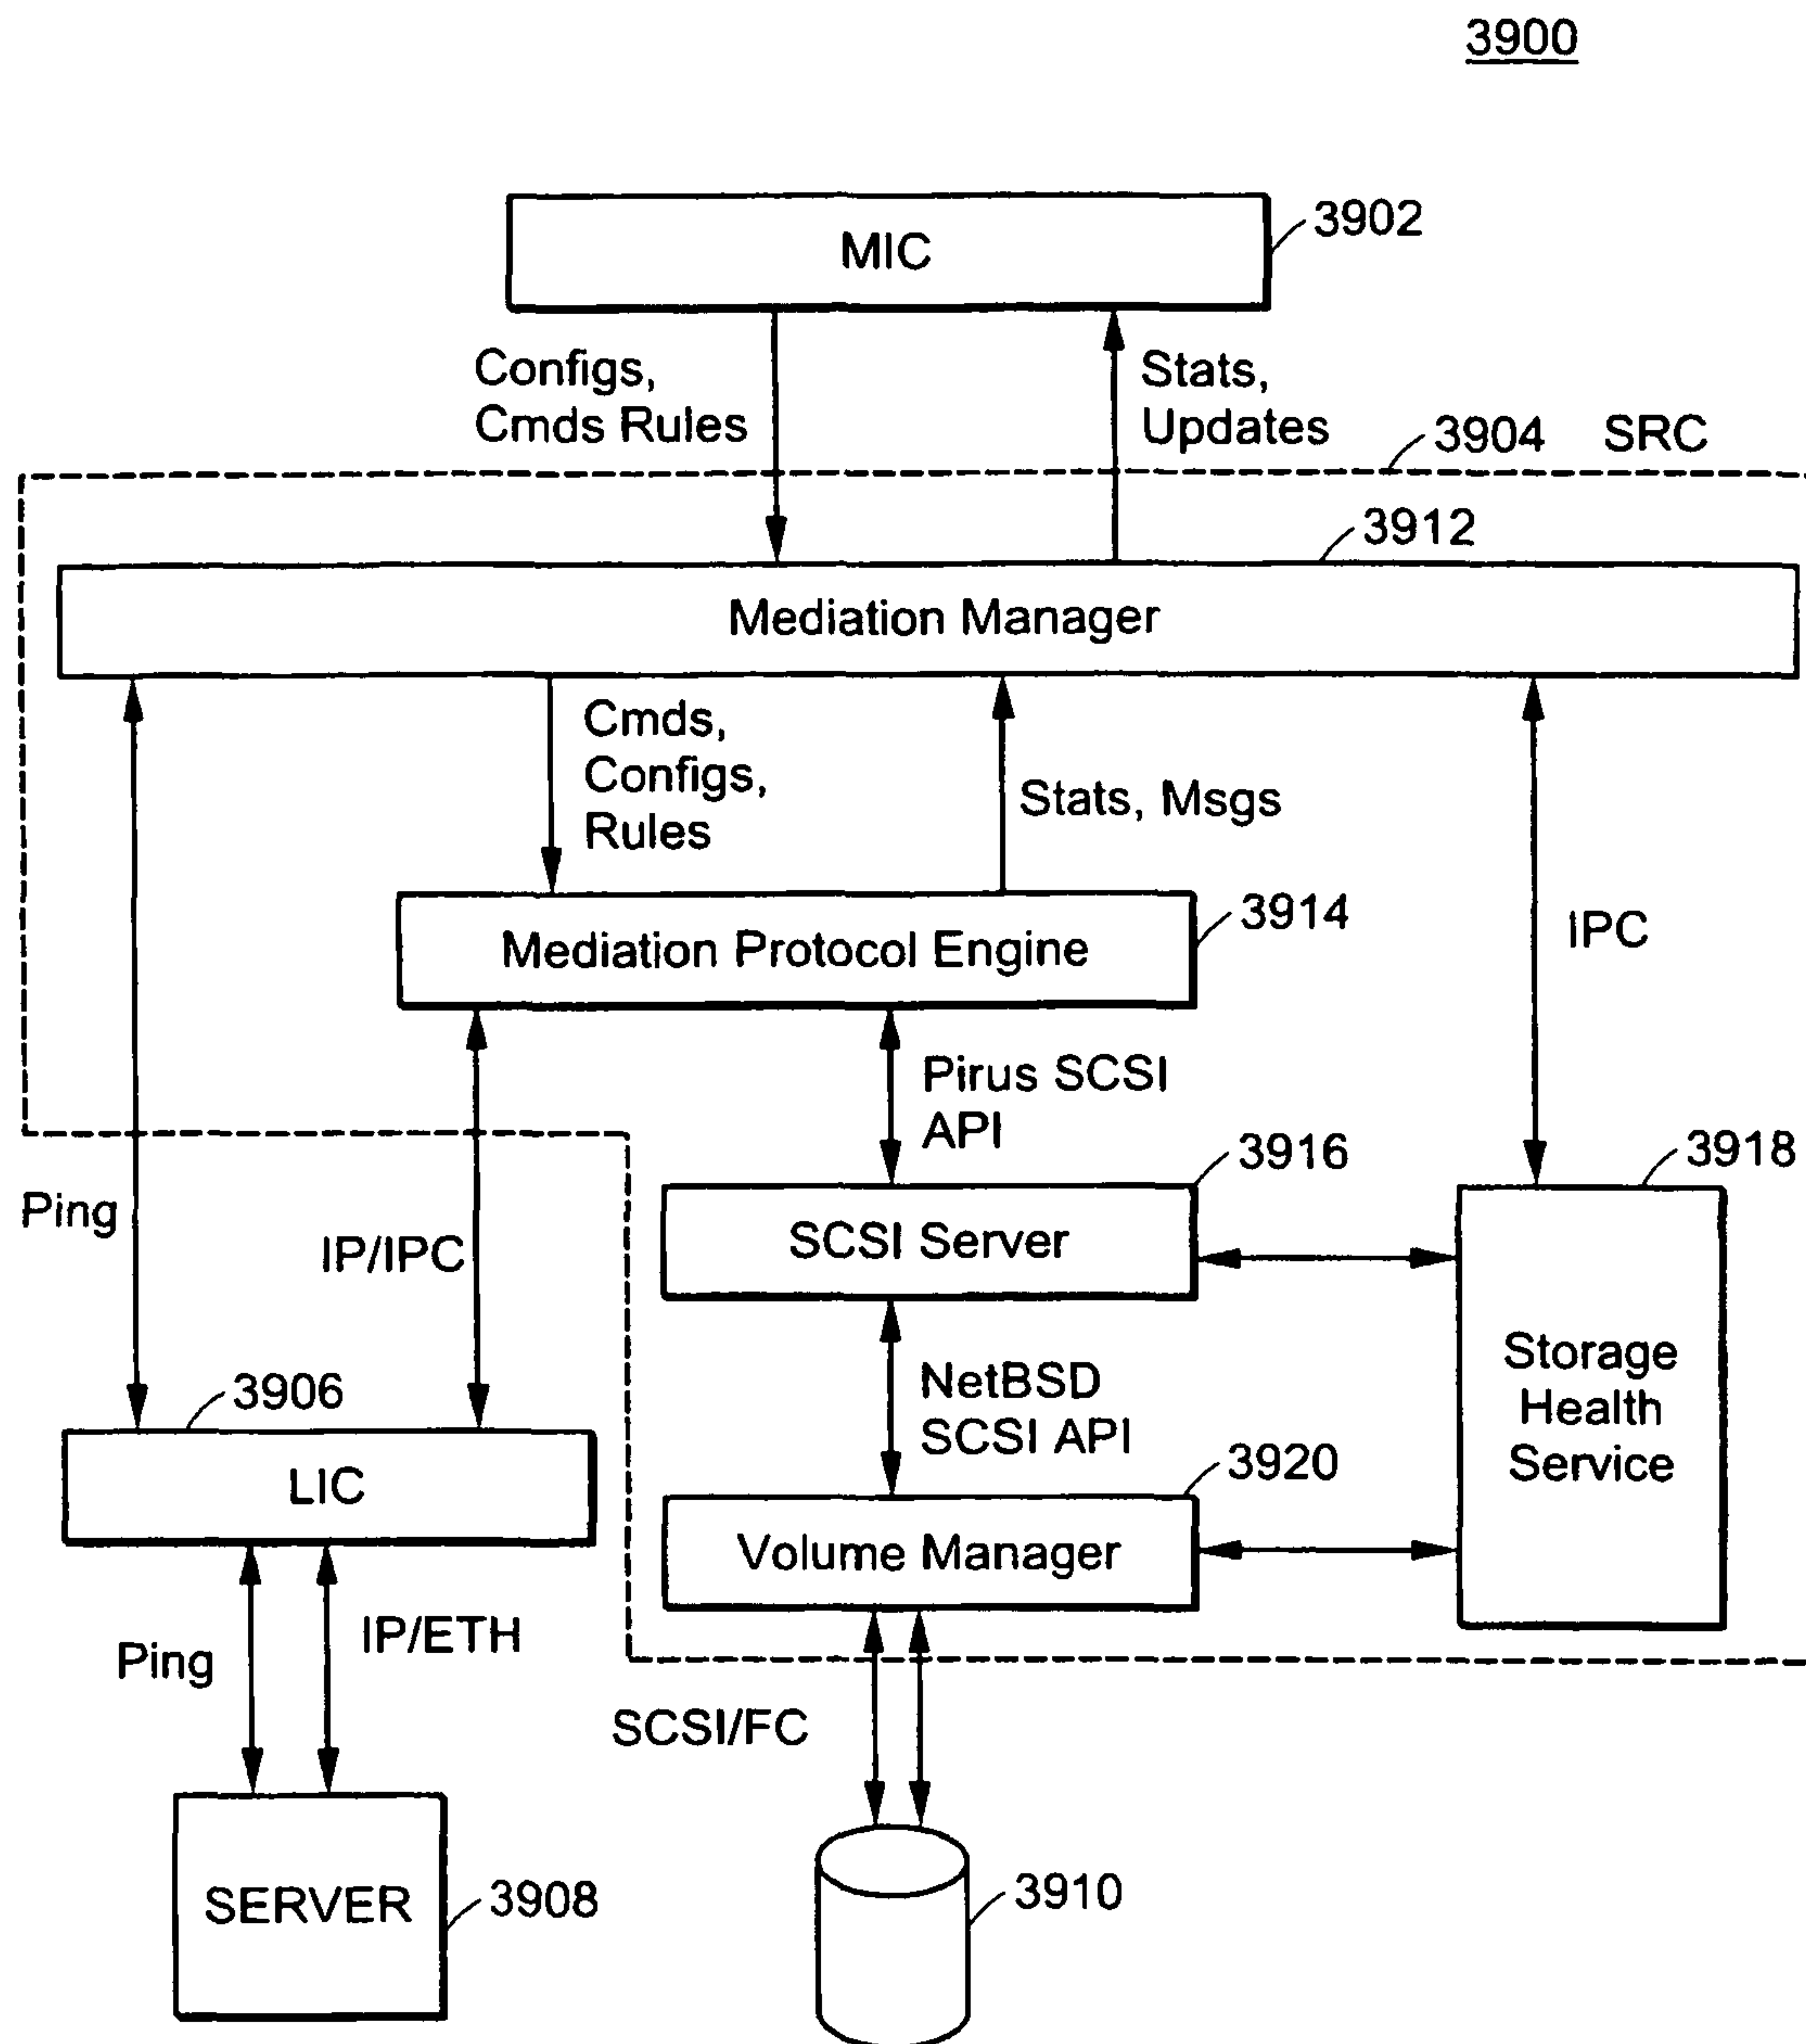 3900
MIC
3902
Configs,
Cmds Rules
Stats,
Updates
3904
SRC
3912
Mediation Manager
Cmds,
Configs,
Rules
Stats, Msgs
3914
Mediation Protocol Engine
IPC
Pirus SCSI
API
3916
3918
Ping
IP/IPC
SCSI Server
3906
NetBSD
SCSI API
Storage
Health
Service
3920
LIC
Volume Manager
Ping
IP/ETH
SCSI/FC
SERVER
3908
3910